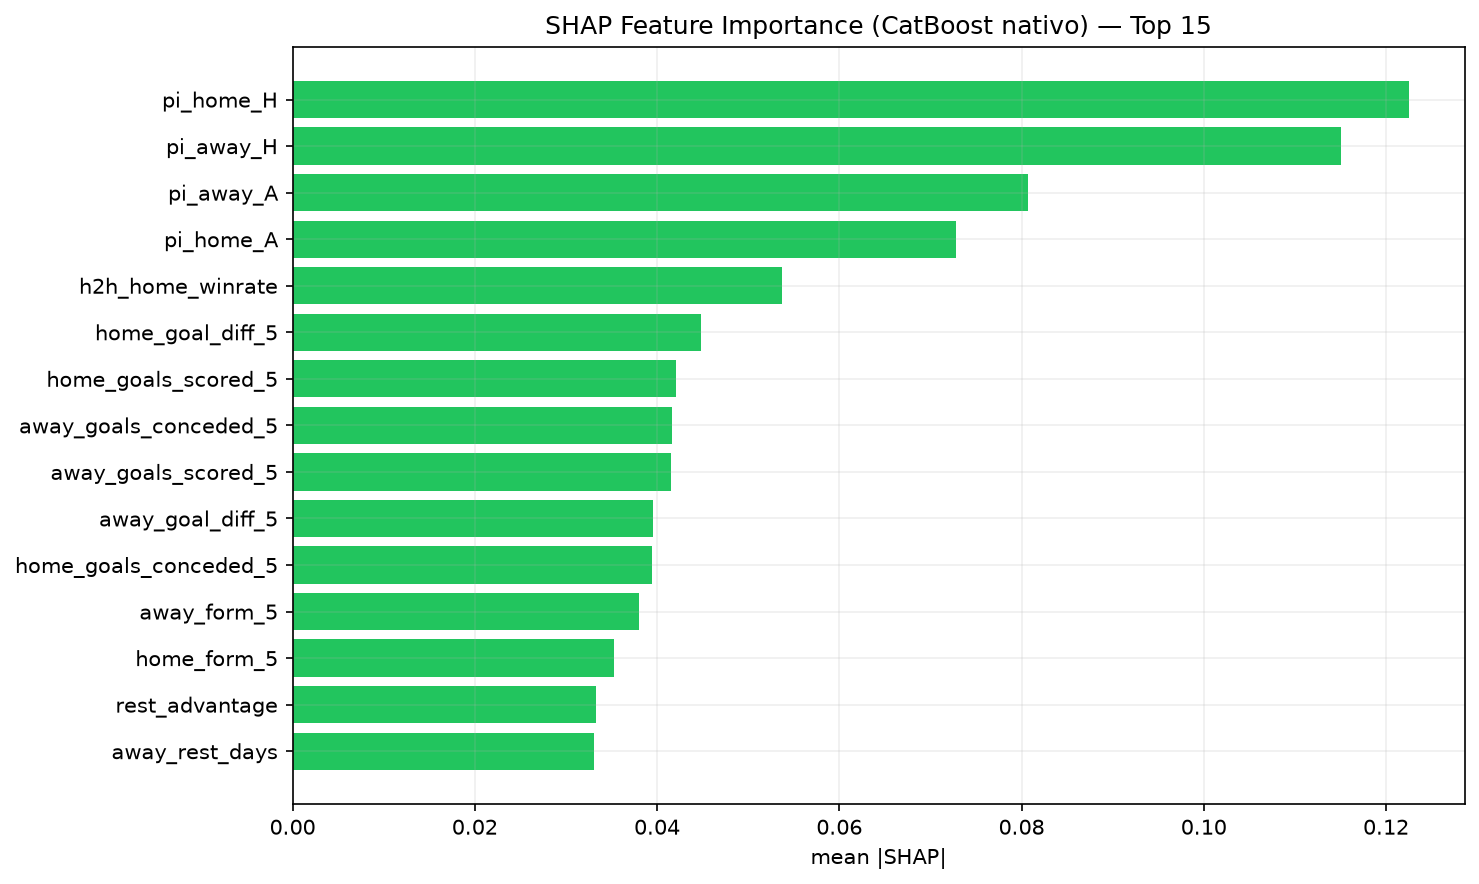 SHAP Feature Importance (CatBoost nativo) — Top 15
pi_home_H
pi_away_H
pi_away_A
pi_home_A
h2h_home_winrate
home_goal_diff_5
home_goals_scored_5
away_goals_conceded_5
away_goals_scored_5
away_goal_diff_5
home_goals_conceded_5
away_form_5
home_form_5
rest_advantage
away_rest_days
0.00 0.02 0.04 0.06 0.08 0.10 0.12
mean |SHAP|